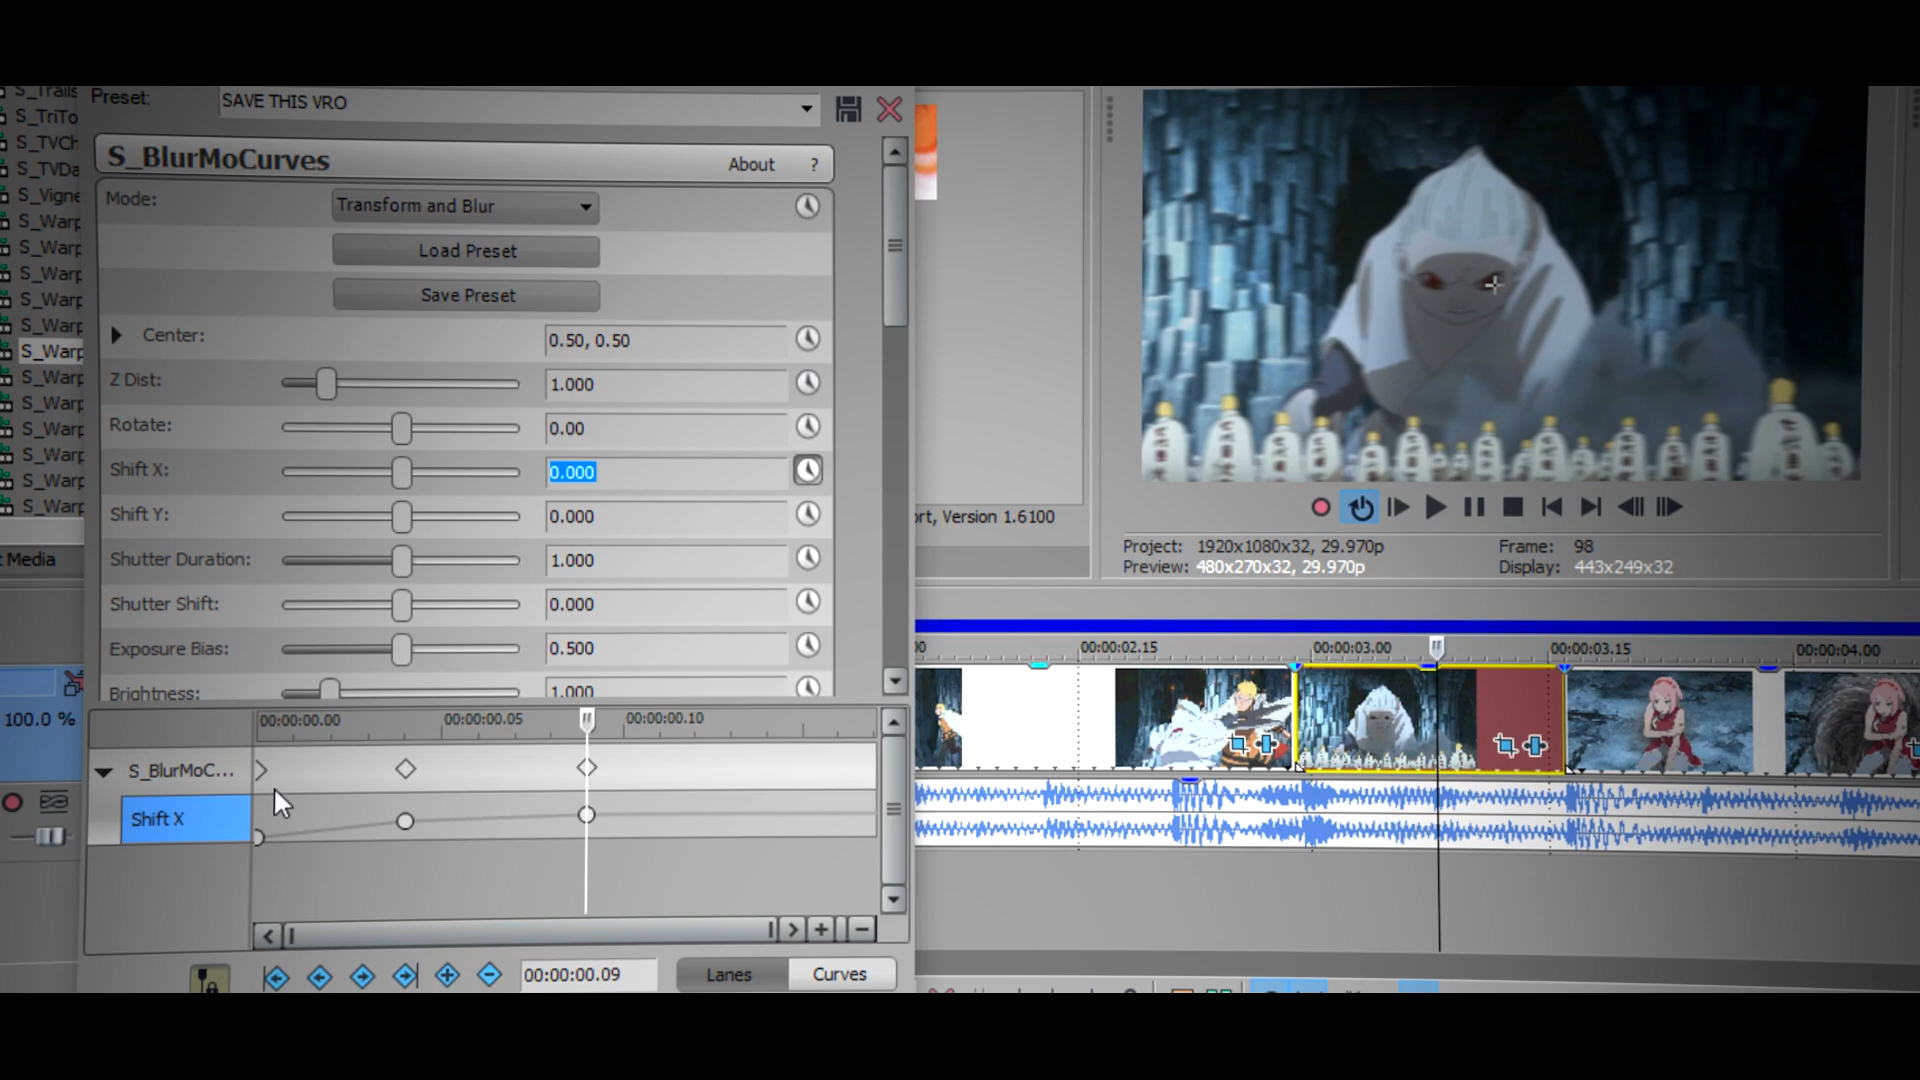 S_Trails
S_TriTo
S_TVCh
S_TVDa
S_Vigne
S_Warp
S_Warp
S_Warp
S_Warp
S_Warp
S_Warp
S_Warp
S_Warp
S_Warp
S_Warp
S_Warp
S_Warp
t Media
100.0 %
Preset:
SAVE THIS VRO
S_BlurMoCurves
About
?
Mode:
Transform and Blur
Load Preset
Save Preset
Center:
0.50, 0.50
Z Dist:
1.000
Rotate:
0.00
Shift X:
0.000
Shift Y:
0.000
Shutter Duration:
1.000
Shutter Shift:
0.000
Exposure Bias:
0.500
Brightness:
1.000
00:00:00.00
00:00:00.05
00:00:00.10
S_BlurMoC...
Shift X
00:00:00.09
Lanes
Curves
ort, Version 1.6100
Project: 1920x1080x32, 29.970p
Frame: 98
Preview: 480x270x32, 29.970p
Display: 443x249x32
00
00:00:02.15
00:00:03.00
00:00:03.15
00:00:04.00